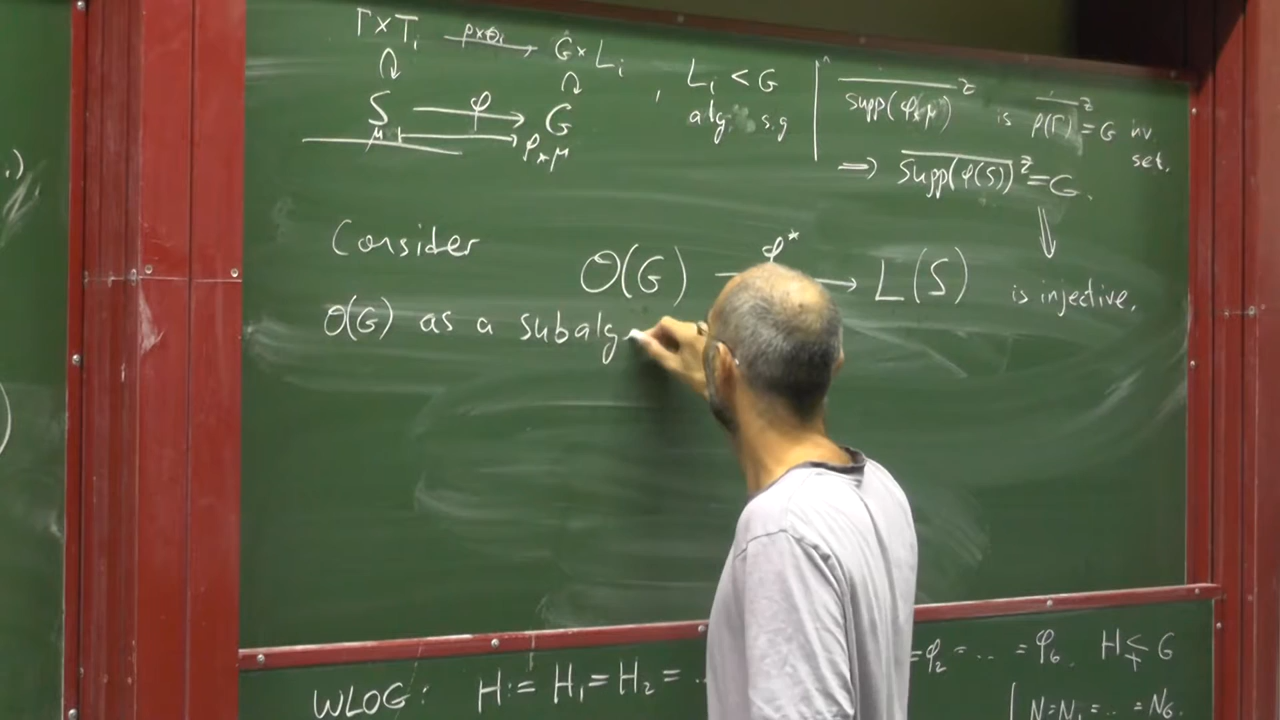 Γ × T_i —ρ×θ_i→ G × L_i , L_i < G
alg. s.g
S —φ→ G
μ ⟼ φ_*μ
supp(φ_*μ)^Z is ρ(Γ)^Z = G inv. set.
⇒ supp(φ(S))^Z = G.
⇓
Consider O(G) —φ*→ L(S) is injective.
O(G) as a subalg
WLOG: H := H_1 = H_2 = ..
= φ_2 = .. = φ_6. H ≤ G
N = N_1 = .. = N_6.